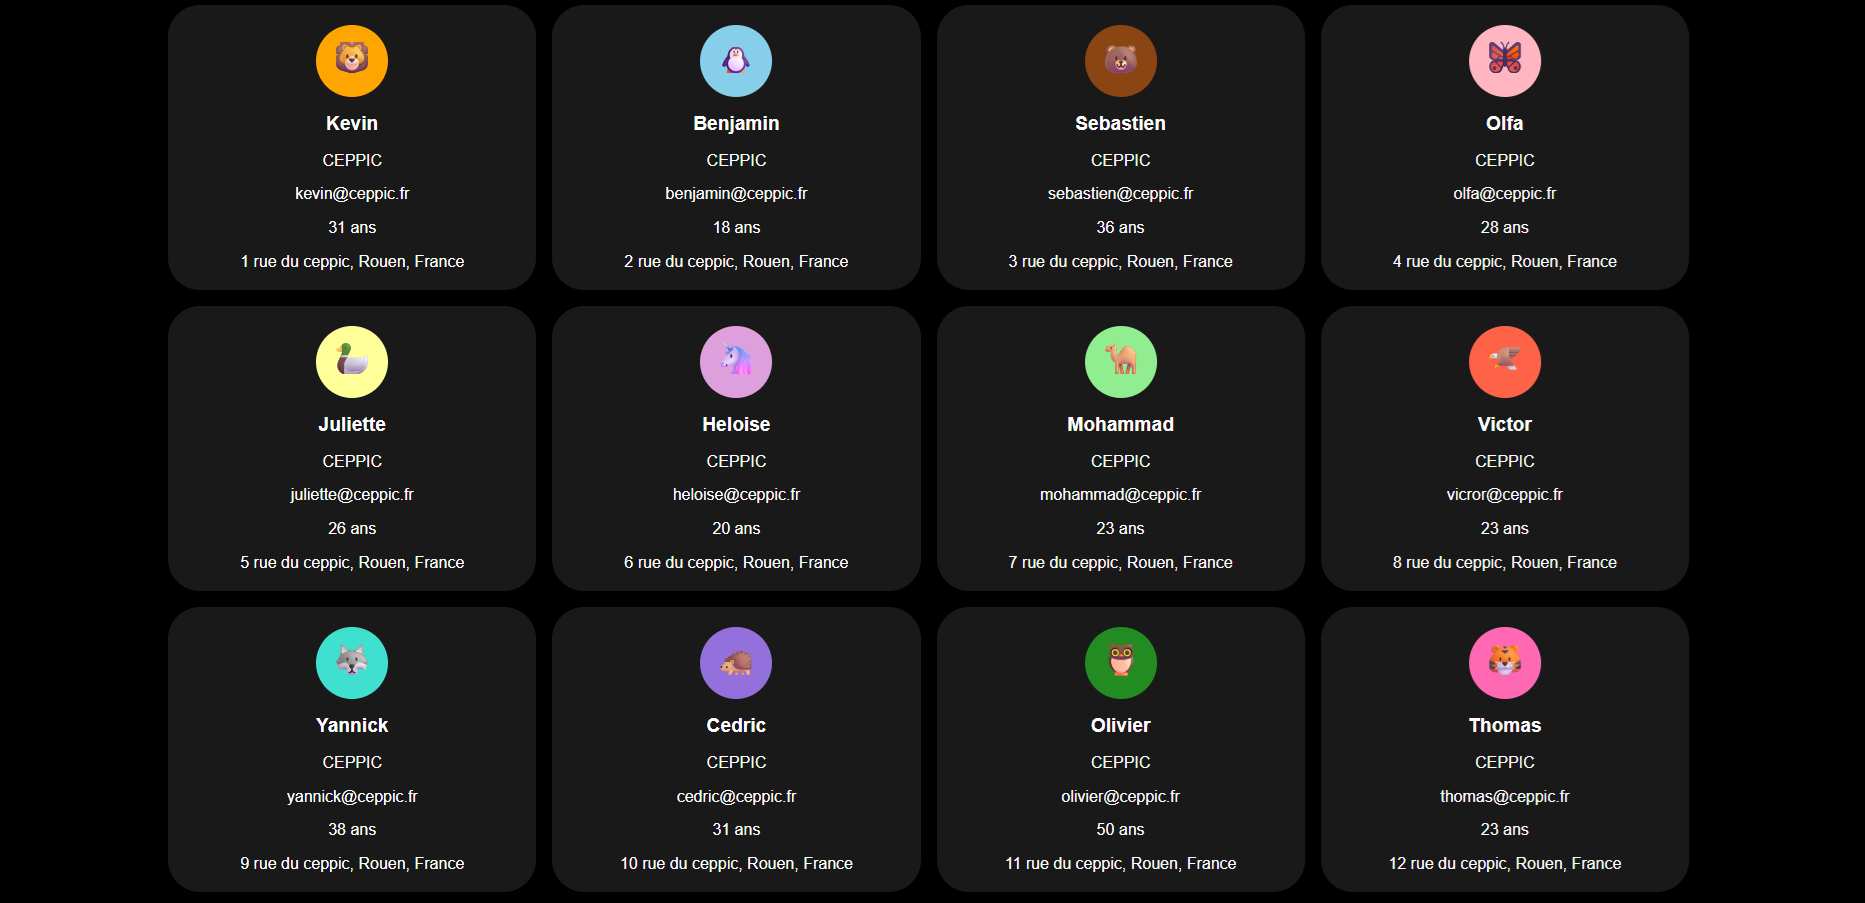 Kevin
CEPPIC
kevin@ceppic.fr
31 ans
1 rue du ceppic, Rouen, France
Benjamin
CEPPIC
benjamin@ceppic.fr
18 ans
2 rue du ceppic, Rouen, France
Sebastien
CEPPIC
sebastien@ceppic.fr
36 ans
3 rue du ceppic, Rouen, France
Olfa
CEPPIC
olfa@ceppic.fr
28 ans
4 rue du ceppic, Rouen, France
Juliette
CEPPIC
juliette@ceppic.fr
26 ans
5 rue du ceppic, Rouen, France
Heloise
CEPPIC
heloise@ceppic.fr
20 ans
6 rue du ceppic, Rouen, France
Mohammad
CEPPIC
mohammad@ceppic.fr
23 ans
7 rue du ceppic, Rouen, France
Victor
CEPPIC
vicror@ceppic.fr
23 ans
8 rue du ceppic, Rouen, France
Yannick
CEPPIC
yannick@ceppic.fr
38 ans
9 rue du ceppic, Rouen, France
Cedric
CEPPIC
cedric@ceppic.fr
31 ans
10 rue du ceppic, Rouen, France
Olivier
CEPPIC
olivier@ceppic.fr
50 ans
11 rue du ceppic, Rouen, France
Thomas
CEPPIC
thomas@ceppic.fr
23 ans
12 rue du ceppic, Rouen, France